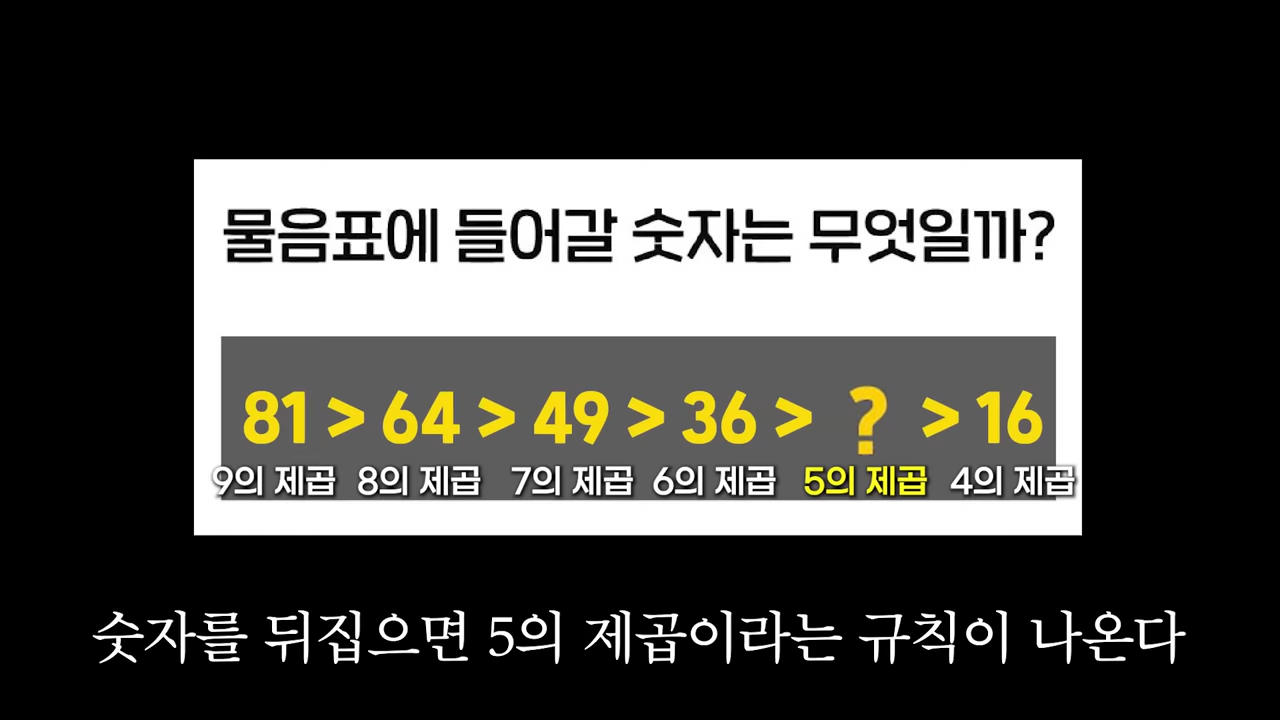 물음표에 들어갈 숫자는 무엇일까?
81 > 64 > 49 > 36 > ? > 16
9의 제곱 8의 제곱 7의 제곱 6의 제곱 5의 제곱 4의 제곱
숫자를 뒤집으면 5의 제곱이라는 규칙이 나온다